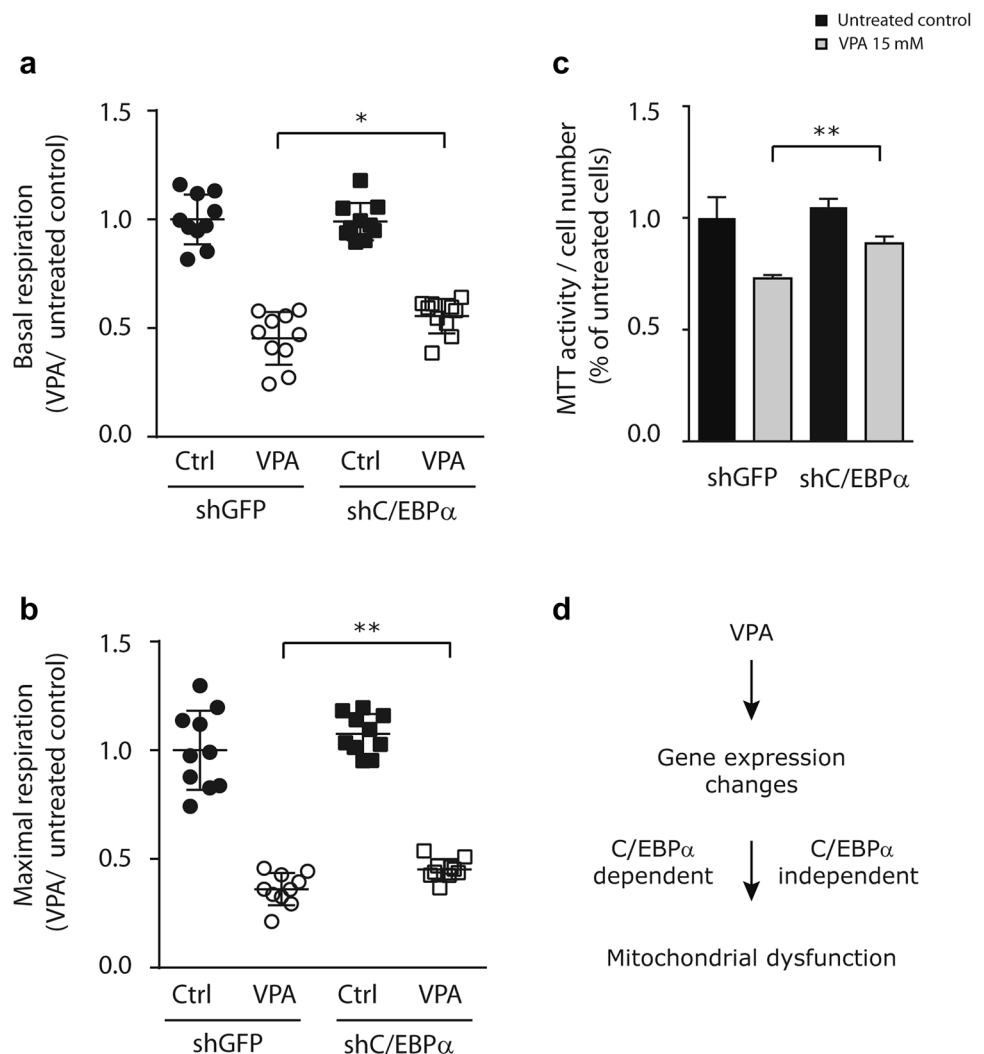 Untreated control
VPA 15 mM
a
Basal respiration
(VPA/ untreated control)
1.5
1.0
0.5
0.0
*
Ctrl VPA Ctrl VPA
shGFP shC/EBPα
c
MTT activity / cell number
(% of untreated cells)
1.5
1.0
0.5
0.0
**
shGFP shC/EBPα
b
Maximal respiration
(VPA/ untreated control)
1.5
1.0
0.5
0.0
**
Ctrl VPA Ctrl VPA
shGFP shC/EBPα
d
VPA
Gene expression
changes
C/EBPα
dependent
C/EBPα
independent
Mitochondrial dysfunction